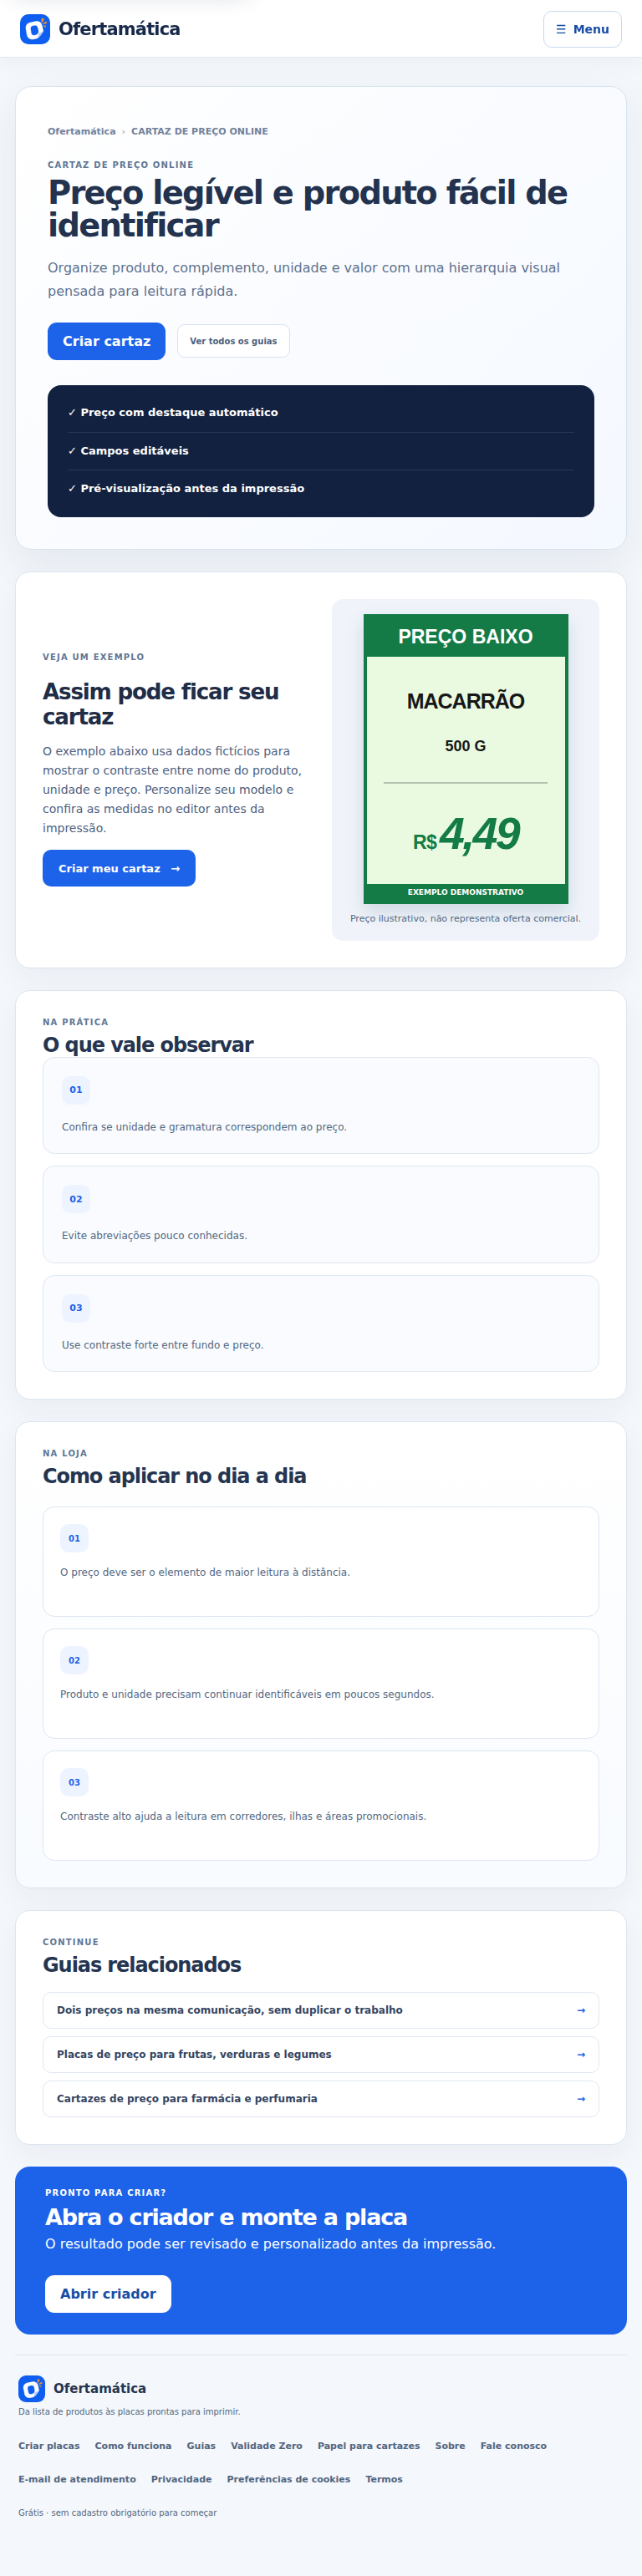 Ofertamática
☰ Menu
Ofertamática › CARTAZ DE PREÇO ONLINE
CARTAZ DE PREÇO ONLINE
Preço legível e produto fácil de
identificar
Organize produto, complemento, unidade e valor com uma hierarquia visual
pensada para leitura rápida.
Criar cartaz
Ver todos os guias
✓ Preço com destaque automático
✓ Campos editáveis
✓ Pré-visualização antes da impressão
VEJA UM EXEMPLO
Assim pode ficar seu
cartaz
O exemplo abaixo usa dados fictícios para
mostrar o contraste entre nome do produto,
unidade e preço. Personalize seu modelo e
confira as medidas no editor antes da
impressão.
Criar meu cartaz →
PREÇO BAIXO
MACARRÃO
500 G
R$ 4,49
EXEMPLO DEMONSTRATIVO
Preço ilustrativo, não representa oferta comercial.
NA PRÁTICA
O que vale observar
01
Confira se unidade e gramatura correspondem ao preço.
02
Evite abreviações pouco conhecidas.
03
Use contraste forte entre fundo e preço.
NA LOJA
Como aplicar no dia a dia
01
O preço deve ser o elemento de maior leitura à distância.
02
Produto e unidade precisam continuar identificáveis em poucos segundos.
03
Contraste alto ajuda a leitura em corredores, ilhas e áreas promocionais.
CONTINUE
Guias relacionados
Dois preços na mesma comunicação, sem duplicar o trabalho →
Placas de preço para frutas, verduras e legumes →
Cartazes de preço para farmácia e perfumaria →
PRONTO PARA CRIAR?
Abra o criador e monte a placa
O resultado pode ser revisado e personalizado antes da impressão.
Abrir criador
Ofertamática
Da lista de produtos às placas prontas para imprimir.
Criar placas Como funciona Guias Validade Zero Papel para cartazes Sobre Fale conosco
E-mail de atendimento Privacidade Preferências de cookies Termos
Grátis · sem cadastro obrigatório para começar